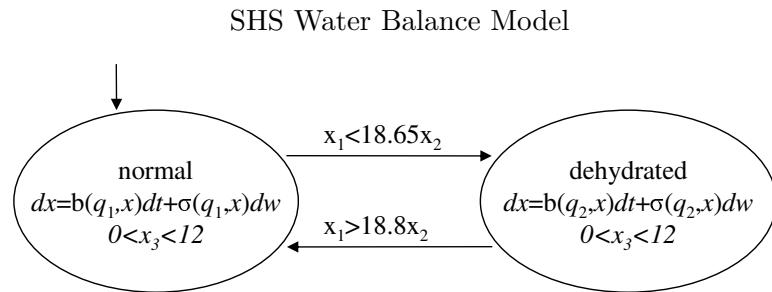 SHS Water Balance Model
x₁<18.65x₂
normal
dx=b(q₁,x)dt+σ(q₁,x)dw
0<x₃<12
dehydrated
dx=b(q₂,x)dt+σ(q₂,x)dw
0<x₃<12
x₁>18.8x₂